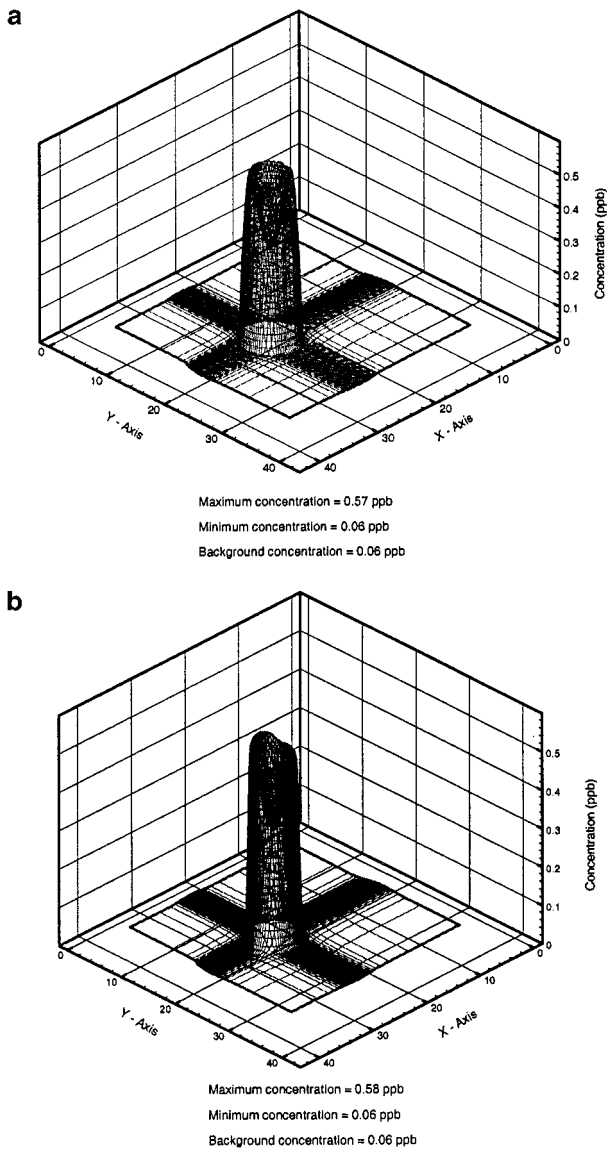 a
0.5
0.4
0.3
0.2
0.1
0
Concentration (ppb)
0
10
20
30
40
Y - Axis
0
10
20
30
40
X - Axis
Maximum concentration = 0.57 ppb
Minimum concentration = 0.06 ppb
Background concentration = 0.06 ppb
b
0.5
0.4
0.3
0.2
0.1
0
Concentration (ppb)
0
10
20
30
40
Y - Axis
0
10
20
30
40
X - Axis
Maximum concentration = 0.58 ppb
Minimum concentration = 0.06 ppb
Background concentration = 0.06 ppb